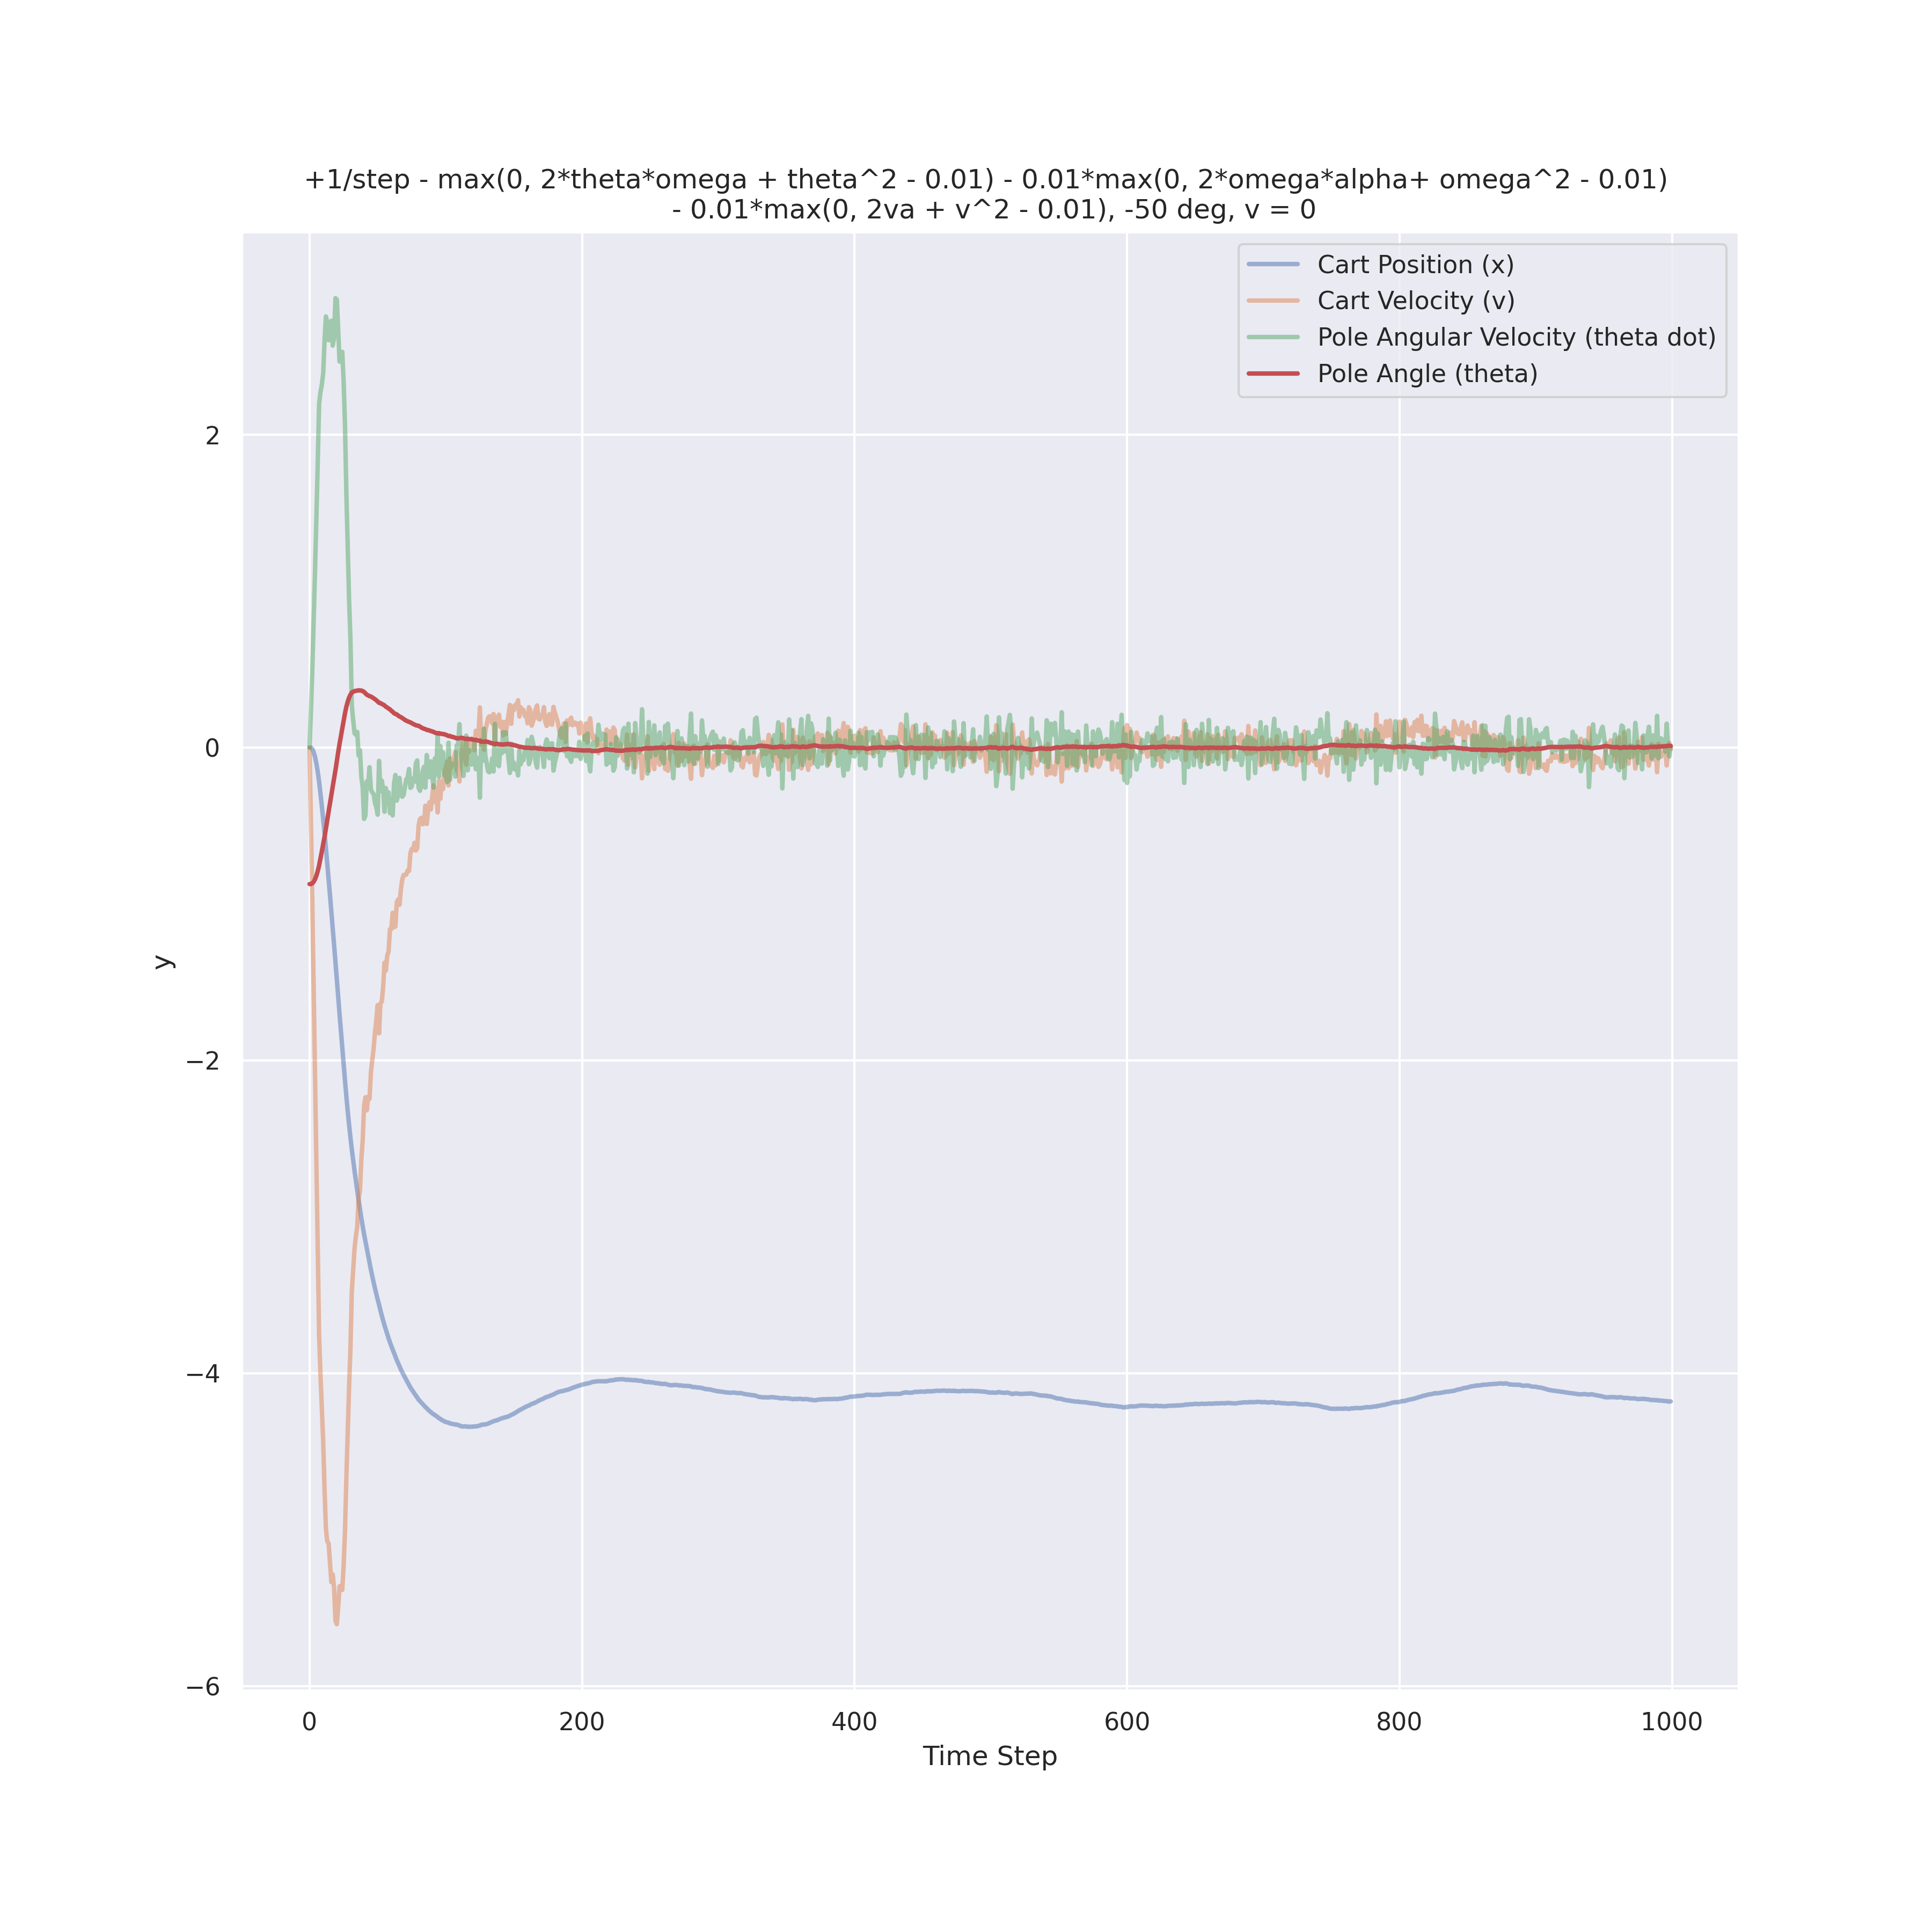 +1/step - max(0, 2*theta*omega + theta^2 - 0.01) - 0.01*max(0, 2*omega*alpha+ omega^2 - 0.01)
- 0.01*max(0, 2va + v^2 - 0.01), -50 deg, v = 0
Cart Position (x)
Cart Velocity (v)
Pole Angular Velocity (theta dot)
Pole Angle (theta)
2
0
−2
−4
−6
y
0 200 400 600 800 1000
Time Step